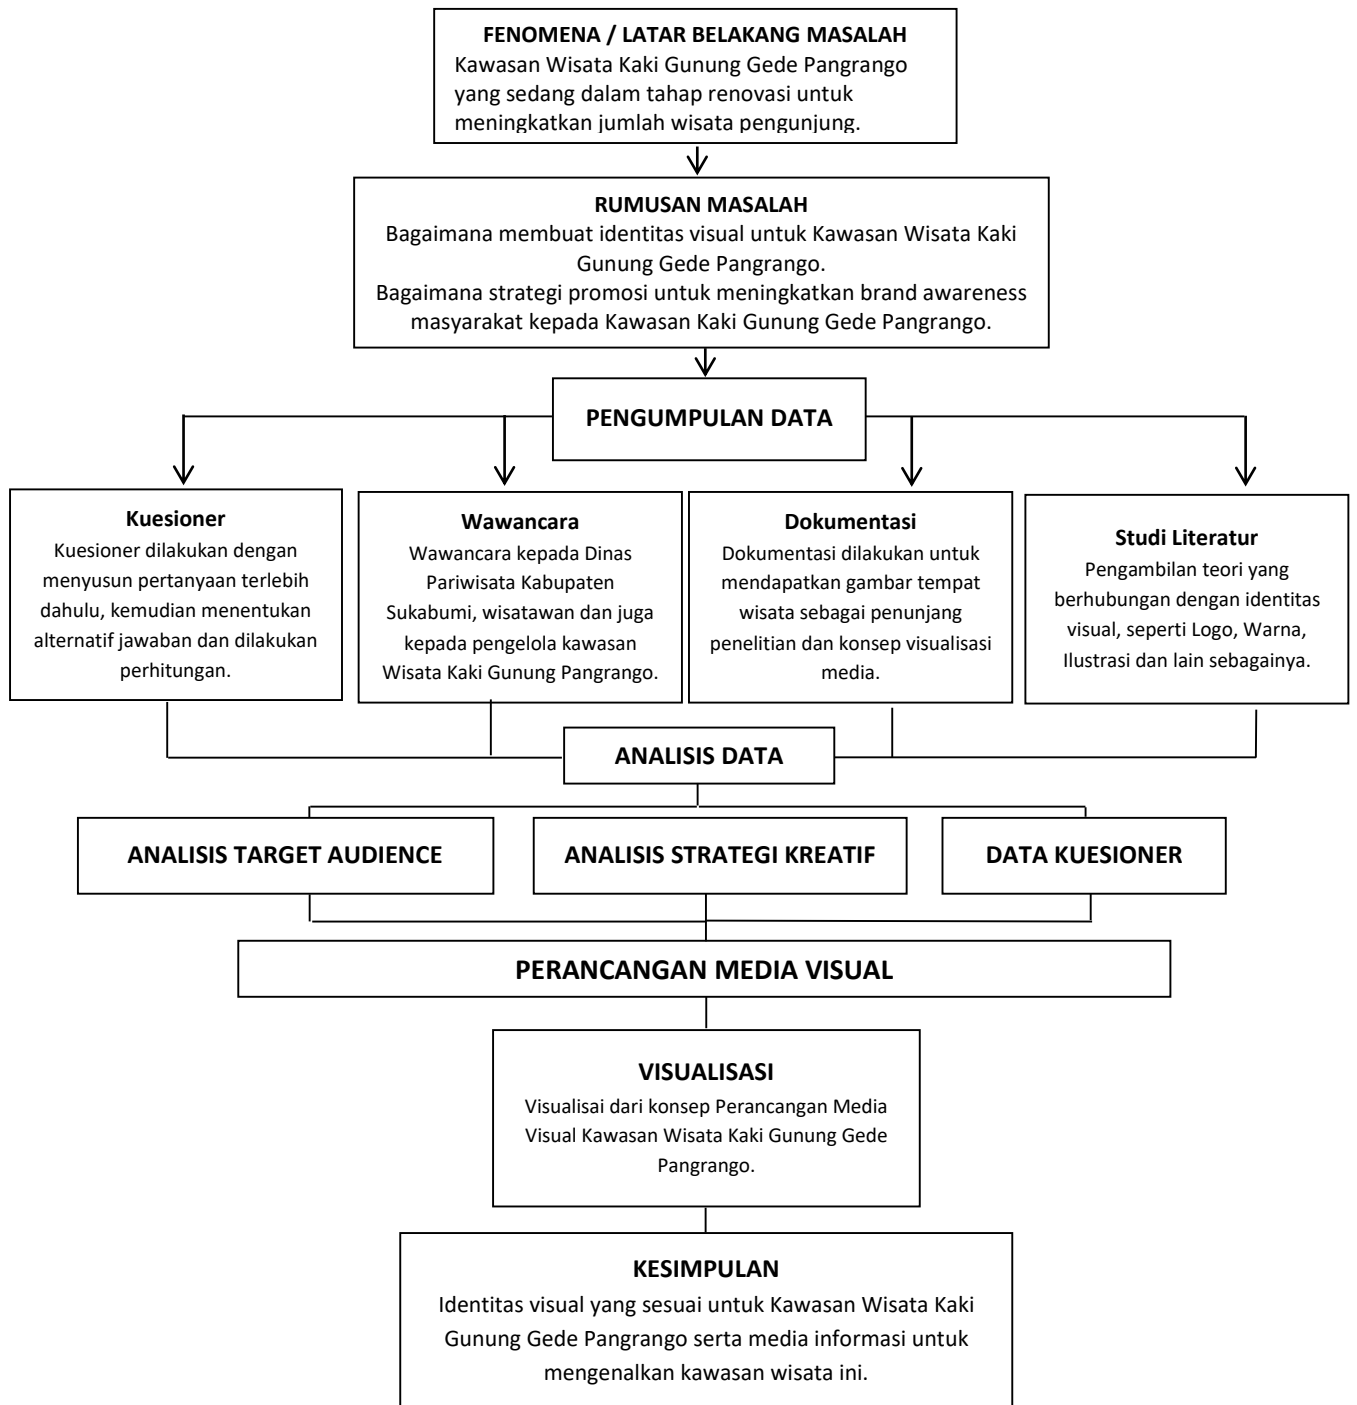 FENOMENA / LATAR BELAKANG MASALAH
Kawasan Wisata Kaki Gunung Gede Pangrango
yang sedang dalam tahap renovasi untuk
meningkatkan jumlah wisata pengunjung.
RUMUSAN MASALAH
Bagaimana membuat identitas visual untuk Kawasan Wisata Kaki
Gunung Gede Pangrango.
Bagaimana strategi promosi untuk meningkatkan brand awareness
masyarakat kepada Kawasan Kaki Gunung Gede Pangrango.
PENGUMPULAN DATA
Kuesioner
Kuesioner dilakukan dengan
menyusun pertanyaan terlebih
dahulu, kemudian menentukan
alternatif jawaban dan dilakukan
perhitungan.
Wawancara
Wawancara kepada Dinas
Pariwisata Kabupaten
Sukabumi, wisatawan dan juga
kepada pengelola kawasan
Wisata Kaki Gunung Pangrango.
Dokumentasi
Dokumentasi dilakukan untuk
mendapatkan gambar tempat
wisata sebagai penunjang
penelitian dan konsep visualisasi
media.
Studi Literatur
Pengambilan teori yang
berhubungan dengan identitas
visual, seperti Logo, Warna,
Ilustrasi dan lain sebagainya.
ANALISIS DATA
ANALISIS TARGET AUDIENCE
ANALISIS STRATEGI KREATIF
DATA KUESIONER
PERANCANGAN MEDIA VISUAL
VISUALISASI
Visualisai dari konsep Perancangan Media
Visual Kawasan Wisata Kaki Gunung Gede
Pangrango.
KESIMPULAN
Identitas visual yang sesuai untuk Kawasan Wisata Kaki
Gunung Gede Pangrango serta media informasi untuk
mengenalkan kawasan wisata ini.